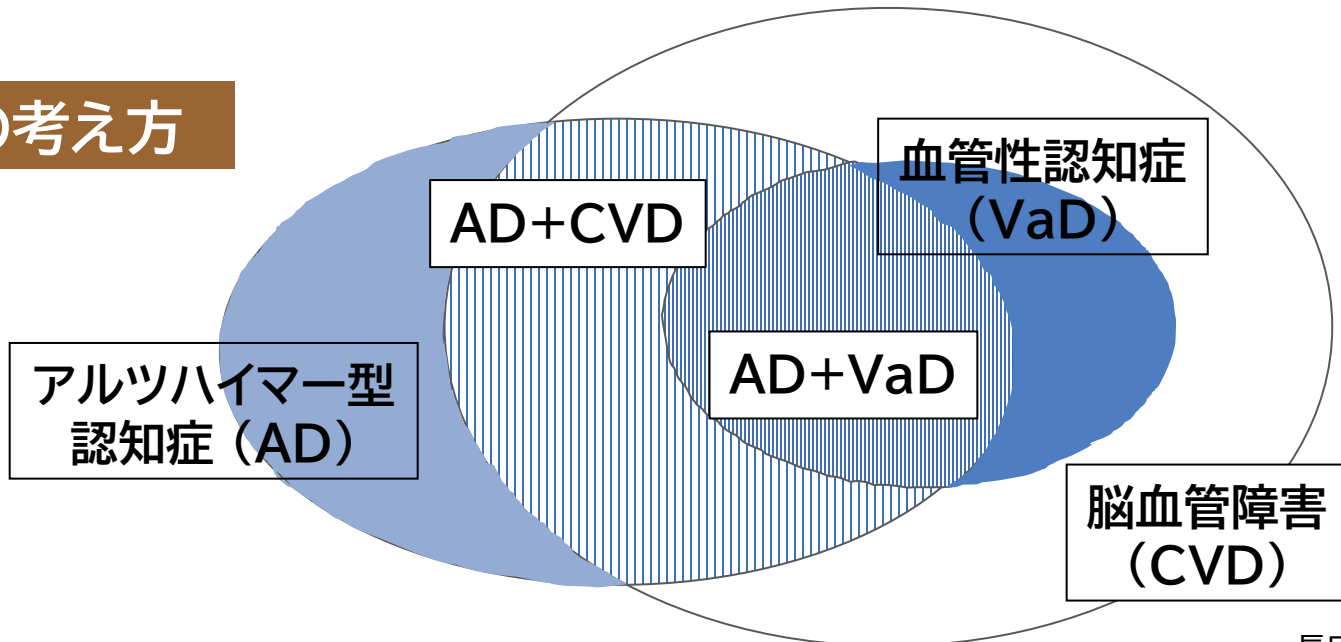 の考え方
血管性認知症
（VaD）
AD+CVD
AD+VaD
アルツハイマー型
認知症（AD）
脳血管障害
（CVD）